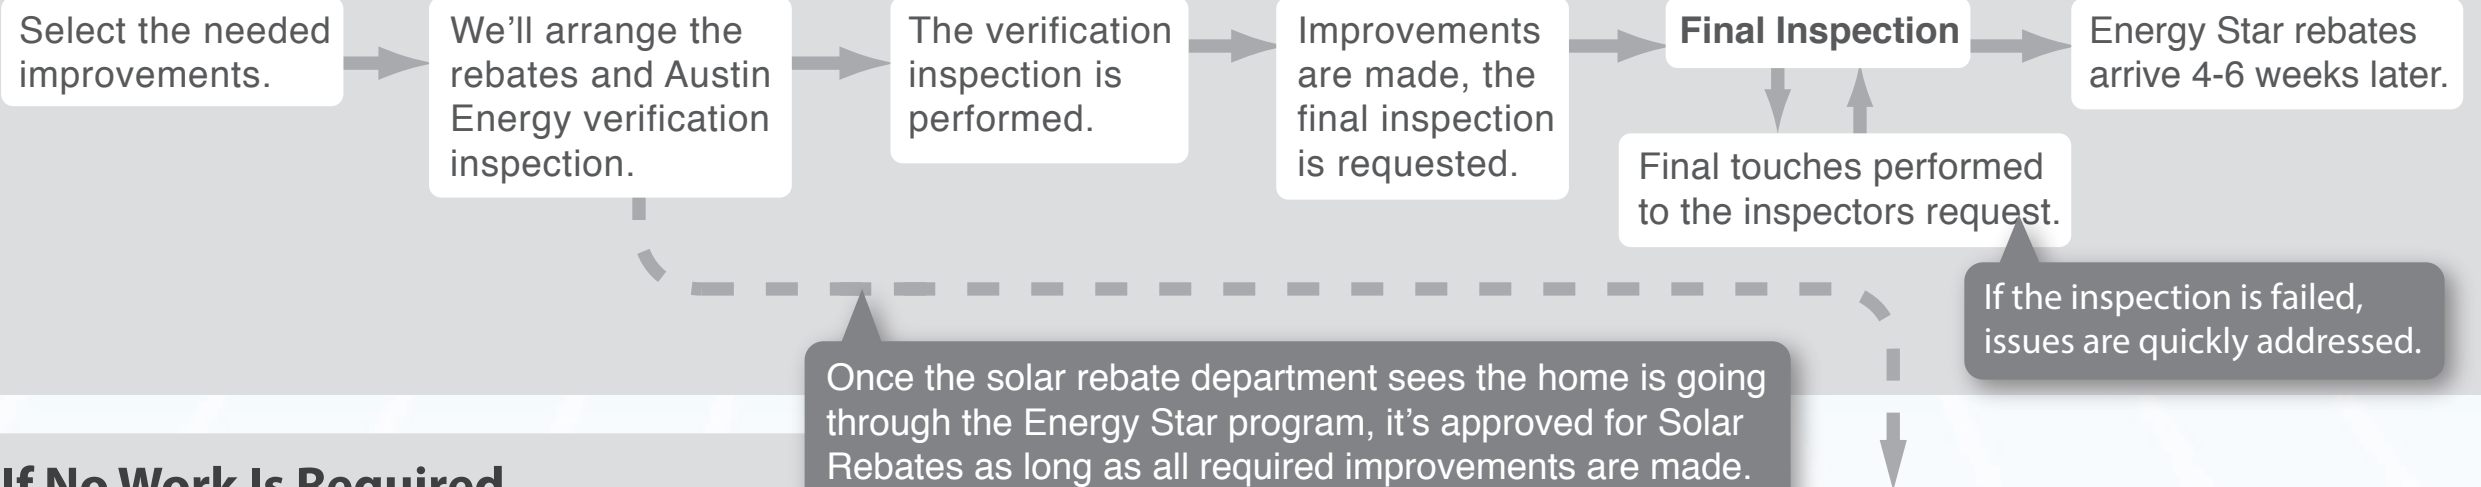 Select the needed
improvements.
We’ll arrange the
rebates and Austin
Energy verification
inspection.
The verification
inspection is
performed.
Improvements
are made, the
final inspection
is requested.
Final Inspection
Energy Star rebates
arrive 4-6 weeks later.
Final touches performed
to the inspectors request.
If the inspection is failed,
issues are quickly addressed.
Once the solar rebate department sees the home is going
through the Energy Star program, it’s approved for Solar
Rebates as long as all required improvements are made.
If No Work Is Required